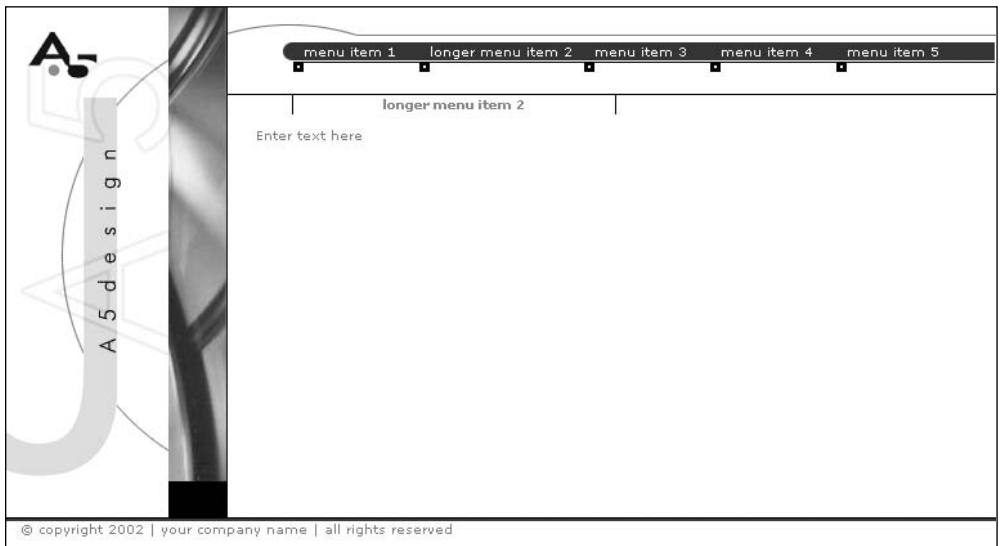 A5
menu item 1 longer menu item 2 menu item 3 menu item 4 menu item 5
longer menu item 2
Enter text here
A5design
A5
© copyright 2002 | your company name | all rights reserved